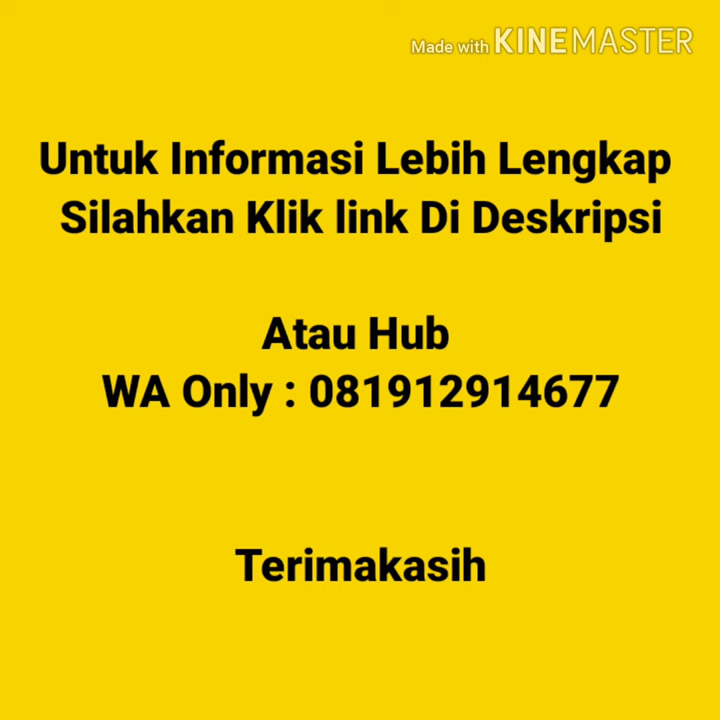 Made with KINEMASTER
Untuk Informasi Lebih Lengkap
Silahkan Klik link Di Deskripsi
Atau Hub
WA Only : 081912914677
Terimakasih